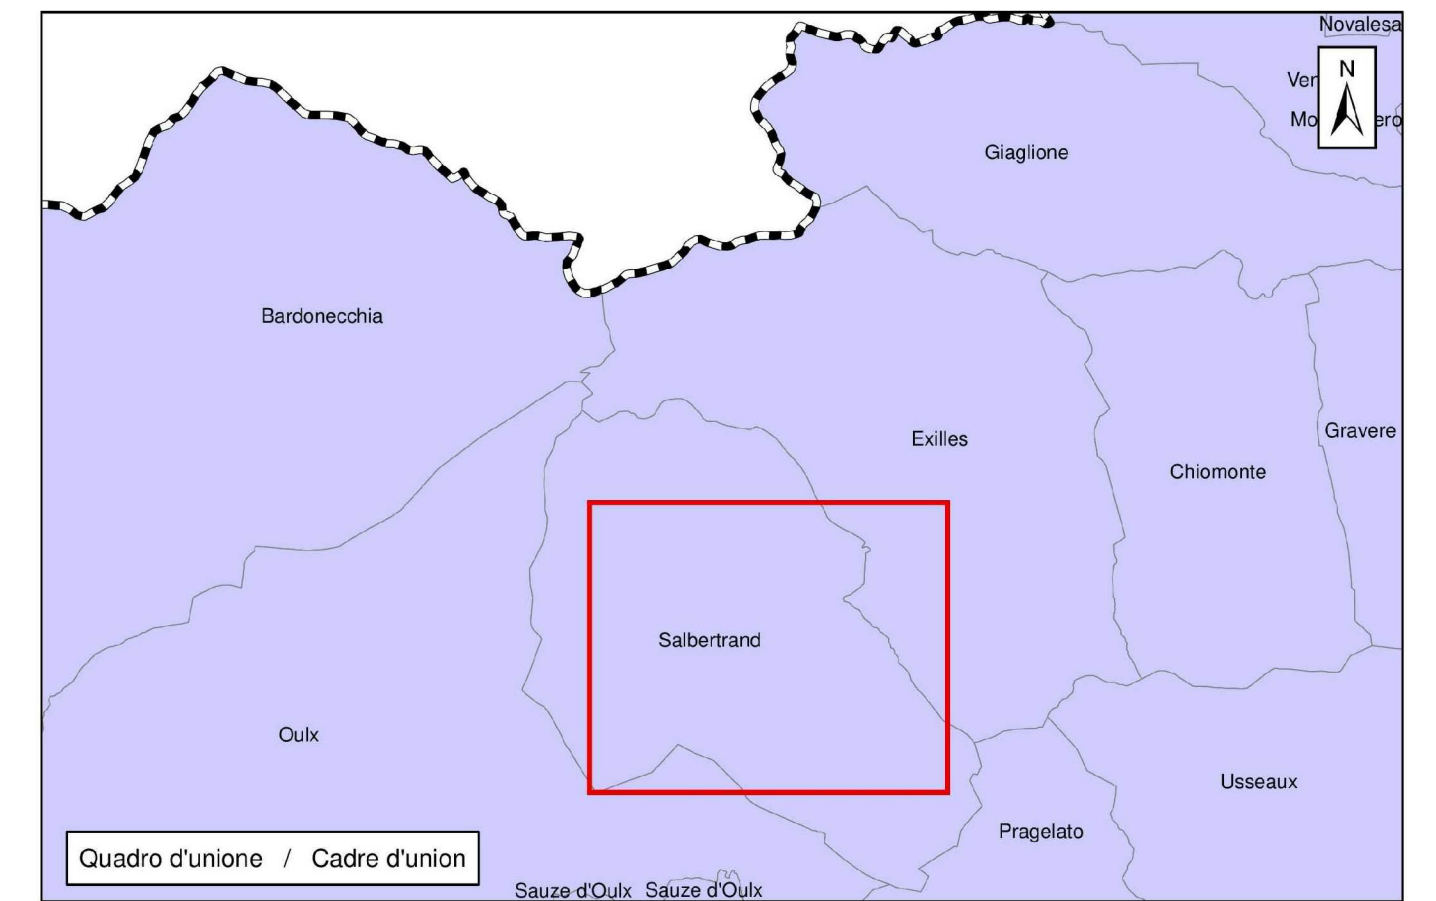 Novalesa
N
Giaglione
Bardonecchia
Gravere
Exilles
Chiomonte
Salbertrand
Oulx
Usseaux
Pragelato
Quadro d'unione / Cadre d'union
Sauze d'Oulx Sauze d'Oulx